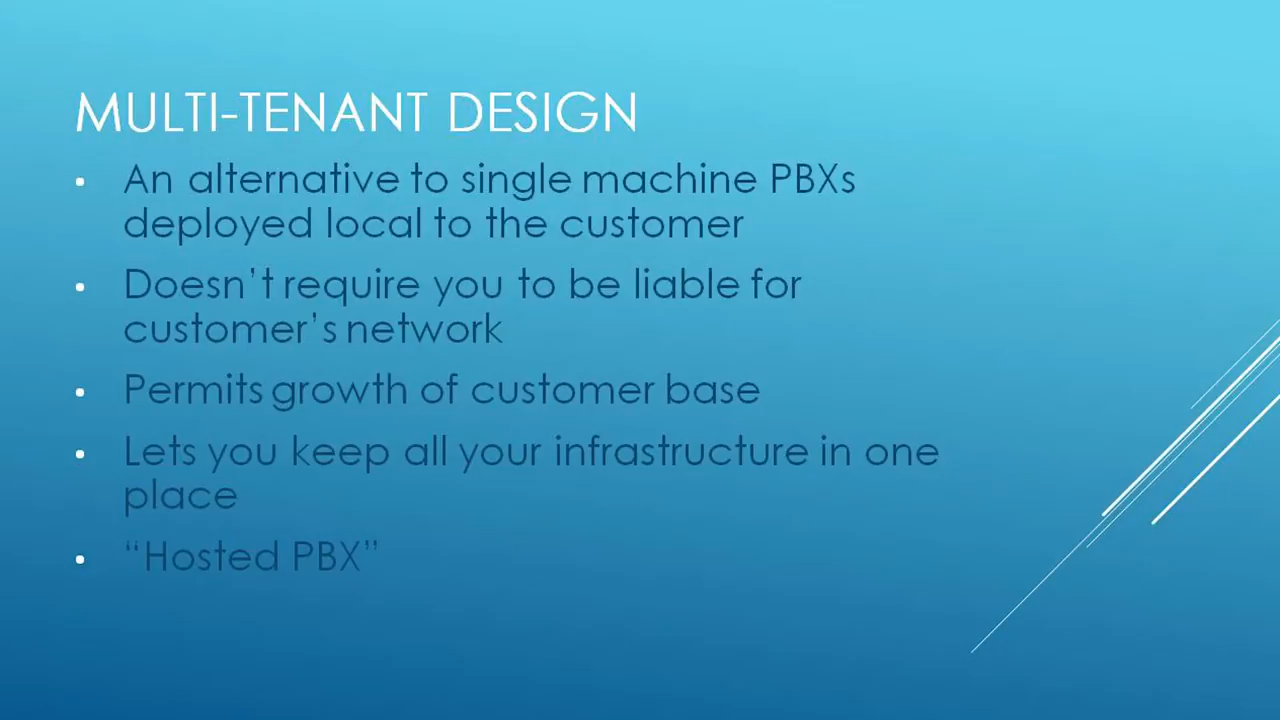 MULTI-TENANT DESIGN
• An alternative to single machine PBXs
deployed local to the customer
• Doesn’t require you to be liable for
customer’s network
• Permits growth of customer base
• Lets you keep all your infrastructure in one
place
• “Hosted PBX”